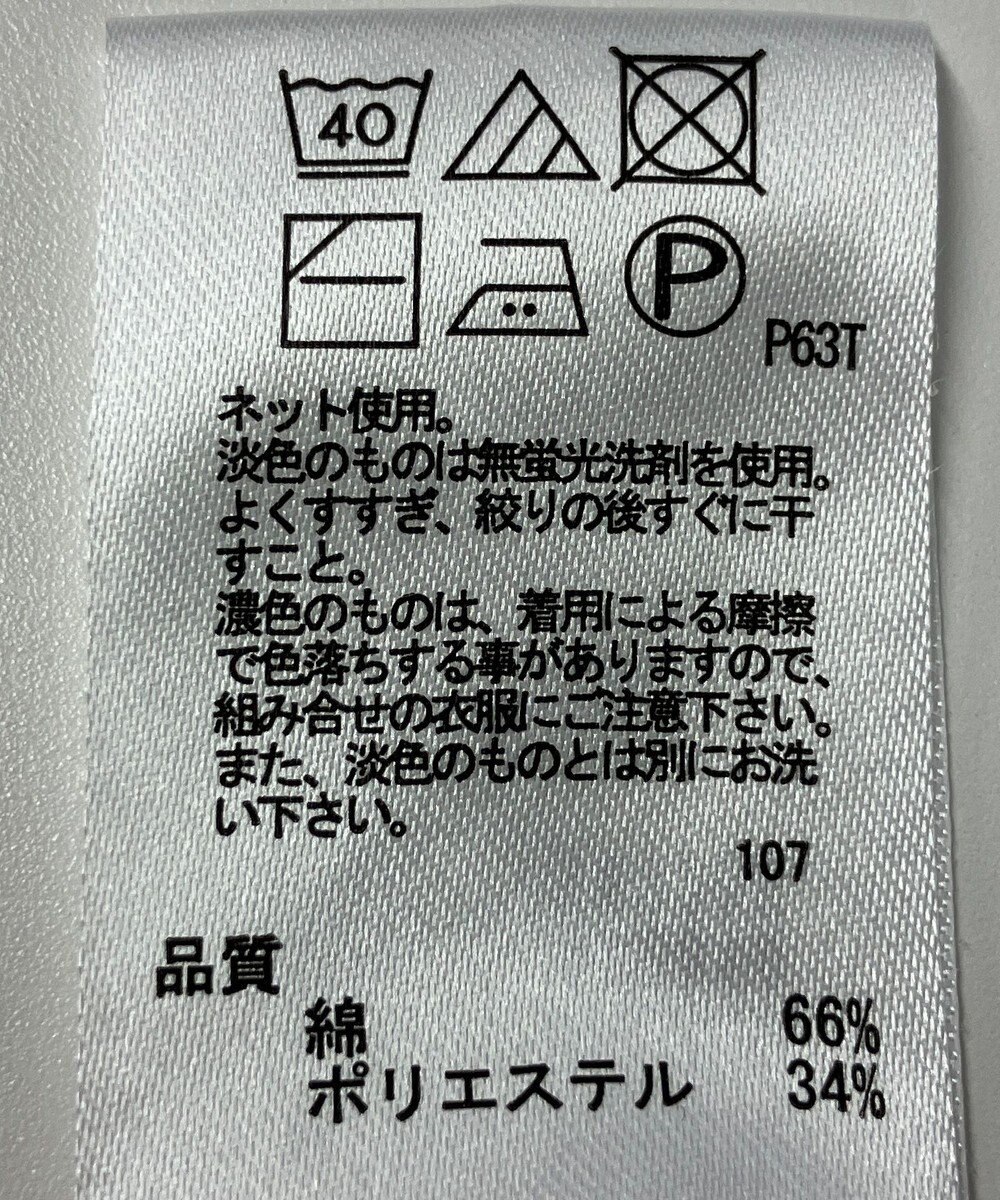 40
P
P63T
ネット使用。
淡色のものは無蛍光洗剤を使用。
よくすすぎ、絞りの後すぐに干
すこと。
濃色のものは、着用による摩擦
で色落ちする事がありますので、
組み合せの衣服にご注意下さい。
また、淡色のものとは別にお洗
い下さい。
107
品質
綿 66%
ポリエステル 34%